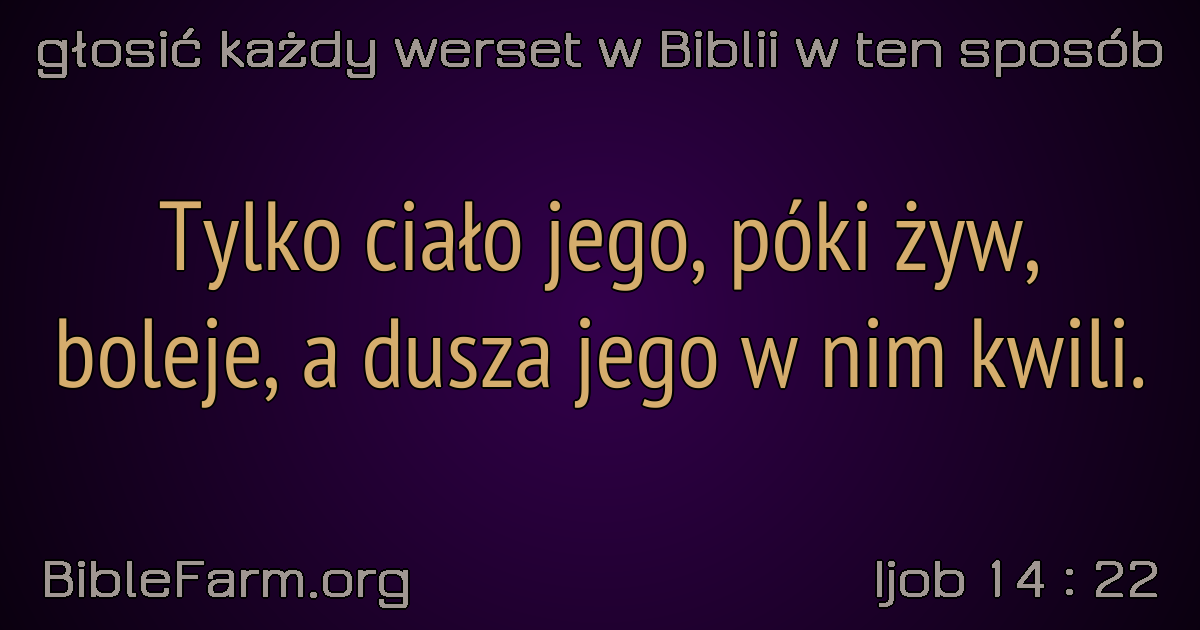 głosić każdy werset w Biblii w ten sposób
Tylko ciało jego, póki żyw,
boleje, a dusza jego w nim kwili.
BibleFarm.org
Ijob 14 : 22